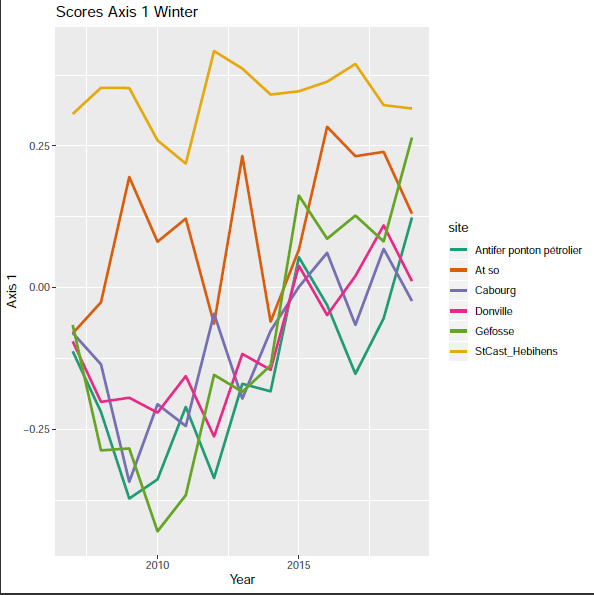 Scores Axis 1 Winter
0.25
0.00
−0.25
Axis 1
2010
2015
Year
site
Antifer ponton pétrolier
At so
Cabourg
Donville
Géfosse
StCast_Hebihens